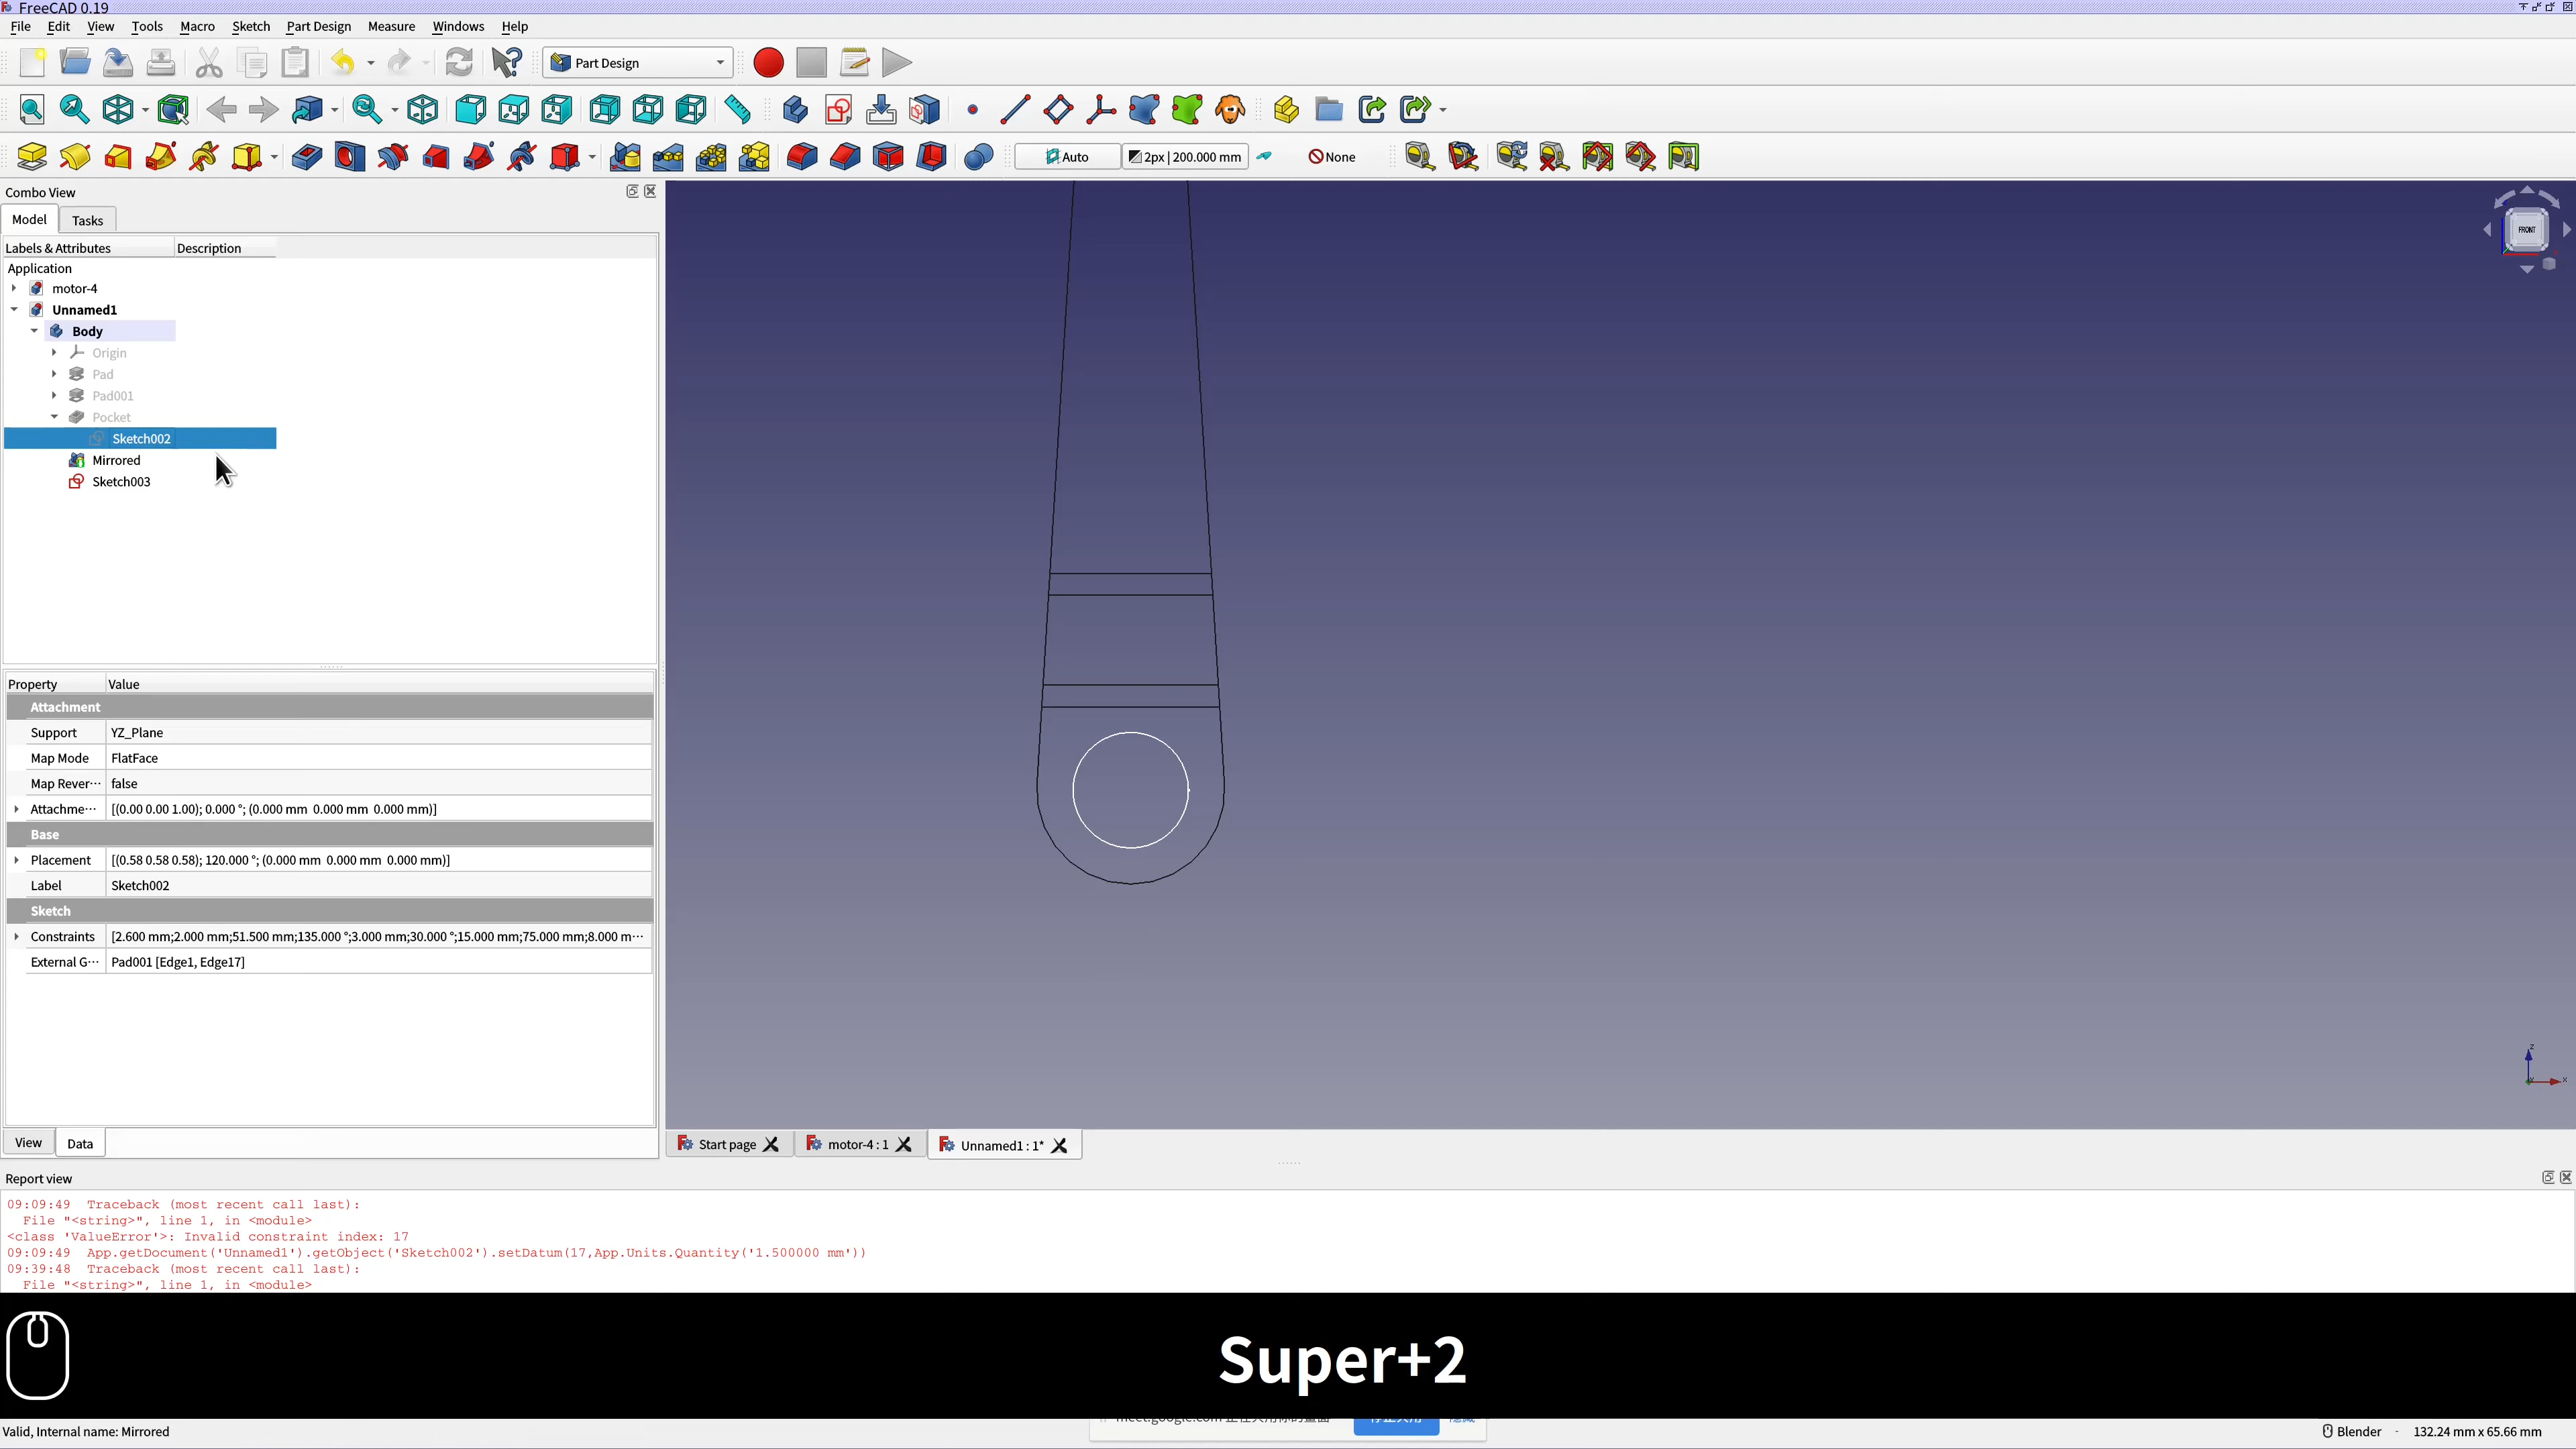 FreeCAD 0.19
File Edit View Tools Macro Sketch Part Design Measure Windows Help
Part Design
Auto 2px | 200.000 mm None
Combo View
Model Tasks
Labels & Attributes Description
Application
motor-4
Unnamed1
Body
Origin
Pad
Pad001
Pocket
Sketch002
Mirrored
Sketch003
FRONT
Property Value
Attachment
Support YZ_Plane
Map Mode FlatFace
Map Rever··· false
Attachme··· [(0.00 0.00 1.00); 0.000 °; (0.000 mm 0.000 mm 0.000 mm)]
Base
Placement [(0.58 0.58 0.58); 120.000 °; (0.000 mm 0.000 mm 0.000 mm)]
Label Sketch002
Sketch
Constraints [2.600 mm;2.000 mm;51.500 mm;135.000 °;3.000 mm;30.000 °;15.000 mm;75.000 mm;8.000 m···
External G··· Pad001 [Edge1, Edge17]
z
x
View Data
Start page motor-4 : 1 Unnamed1 : 1*
Report view
09:09:49 Traceback (most recent call last):
File "<string>", line 1, in <module>
<class 'ValueError'>: Invalid constraint index: 17
09:09:49 App.getDocument('Unnamed1').getObject('Sketch002').setDatum(17,App.Units.Quantity('1.500000 mm'))
09:39:48 Traceback (most recent call last):
File "<string>", line 1, in <module>
Super+2
Valid, Internal name: Mirrored
Blender - 132.24 mm x 65.66 mm